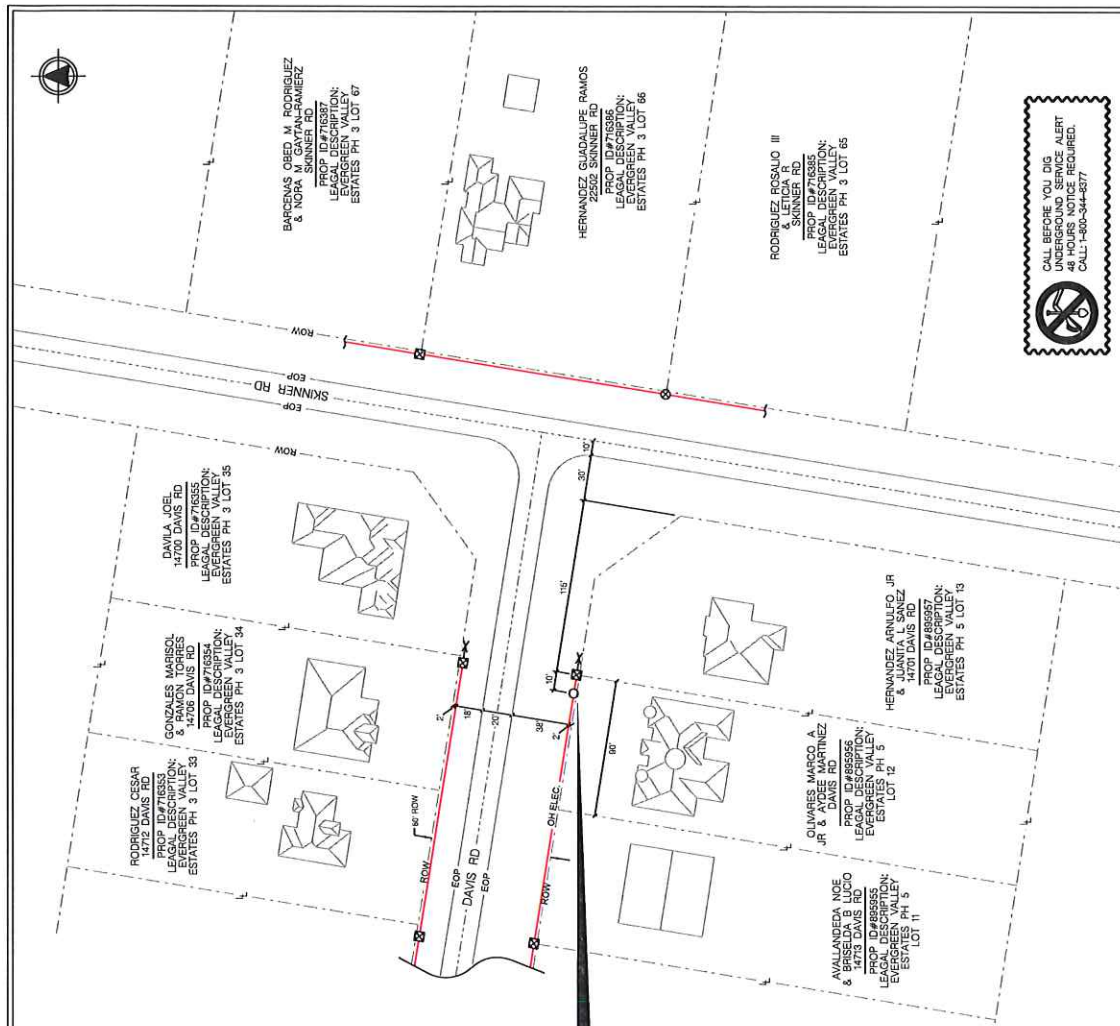 BARCENAS OBED M RODRIGUEZ
& NORA M GAYTAN-RAMIERZ
SKINNER RD
PROP ID#716387
LEAGAL DESCRIPTION:
EVERGREEN VALLEY
ESTATES PH 3 LOT 67
HERNANDEZ GUADALUPE RAMOS
22502 SKINNER RD
PROP ID#716386
LEAGAL DESCRIPTION:
EVERGREEN VALLEY
ESTATES PH 3 LOT 66
RODRIGUEZ ROSALIO III
& LETICIA R
SKINNER RD
PROP ID#716385
LEAGAL DESCRIPTION:
EVERGREEN VALLEY
ESTATES PH 3 LOT 65
CALL BEFORE YOU DIG
UNDERGROUND SERVICE ALERT
48 HOURS NOTICE REQUIRED.
CALL: 1-800-344-8377
ROW
EOP
SKINNER RD
EOP
ROW
DAVILA JOEL
14700 DAVIS RD
PROP ID#716355
LEAGAL DESCRIPTION:
EVERGREEN VALLEY
ESTATES PH 3 LOT 35
GONZALES MARISOL
& RAMON TORRES
14706 DAVIS RD
PROP ID#716354
LEAGAL DESCRIPTION:
EVERGREEN VALLEY
ESTATES PH 3 LOT 34
RODRIGUEZ CESAR
14712 DAVIS RD
PROP ID#716353
LEAGAL DESCRIPTION:
EVERGREEN VALLEY
ESTATES PH 3 LOT 33
10'
30'
115'
10'
2'
18'
20'
38'
2'
90'
60' ROW
ROW
EOP
DAVIS RD
EOP
ROW
OH ELEC
HERNANDEZ ARNULFO JR
& JUANITA L SANEZ
14701 DAVIS RD
PROP ID#895957
LEAGAL DESCRIPTION:
EVERGREEN VALLEY
ESTATES PH 5 LOT 13
OLIVARES MARCO A
JR & AYDEE MARTINEZ
DAVIS RD
PROP ID#895956
LEAGAL DESCRIPTION:
EVERGREEN VALLEY
ESTATES PH 5
LOT 12
AVALLANDEDA NOE
& BRISELDA B LUCIO
14713 DAVIS RD
PROP ID#895955
LEAGAL DESCRIPTION:
EVERGREEN VALLEY
ESTATES PH 5
LOT 11